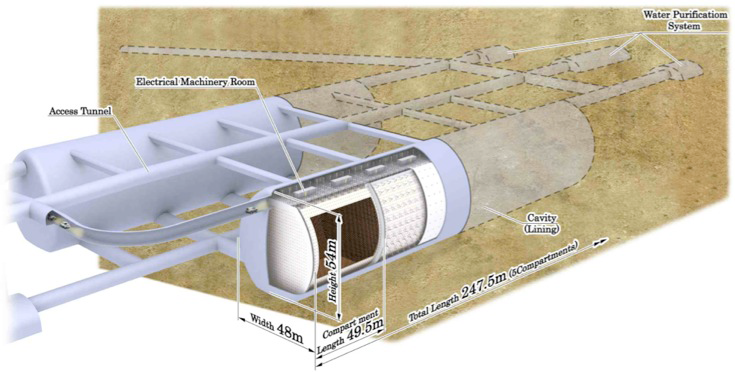 Water Purification
System
Electrical Machinery Room
Access Tunnel
Cavity
(Lining)
Height 54m
Total Length 247.5m (5Compartments)
Width 48m
Compart ment
Length 49.5m